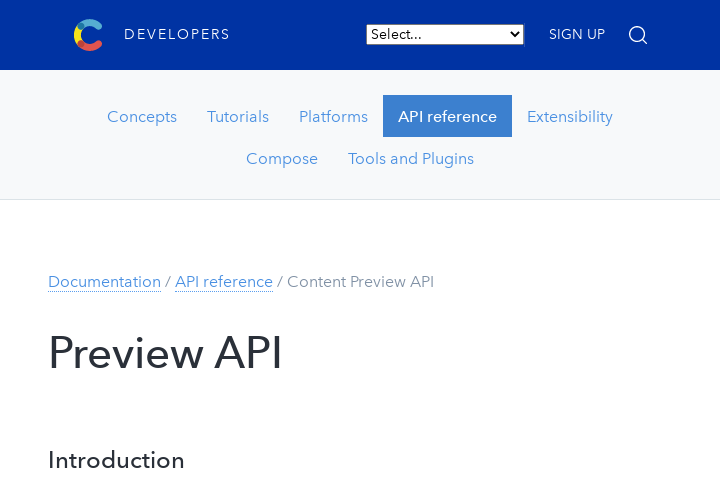 DEVELOPERS Select... SIGN UP
Concepts Tutorials Platforms API reference Extensibility
Compose Tools and Plugins
Documentation / API reference / Content Preview API
Preview API
Introduction